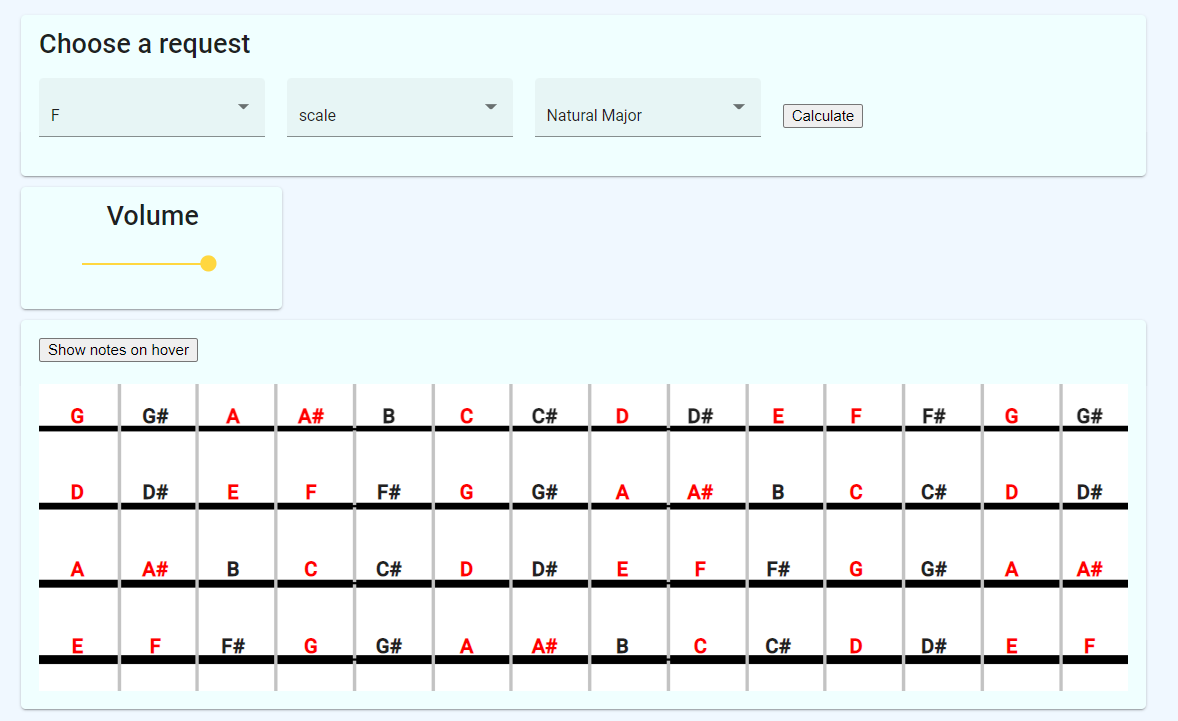 Choose a request
F scale Natural Major Calculate
Volume
Show notes on hover
G G# A A# B C C# D D# E F F# G G#
D D# E F F# G G# A A# B C C# D D#
A A# B C C# D D# E F F# G G# A A#
E F F# G G# A A# B C C# D D# E F